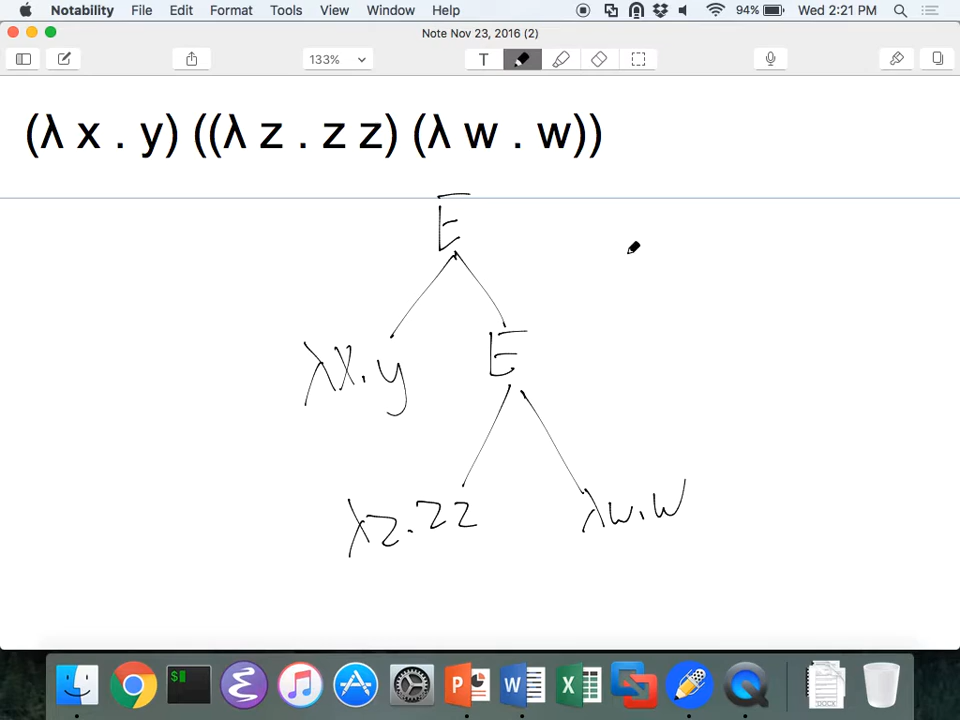 Notability File Edit Format Tools View Window Help 94% Wed 2:21 PM
Note Nov 23, 2016 (2)
133% T
(λ x . y) ((λ z . z z) (λ w . w))
E
λx.y E
λz.zz λw.w
$ P W X
DOCX